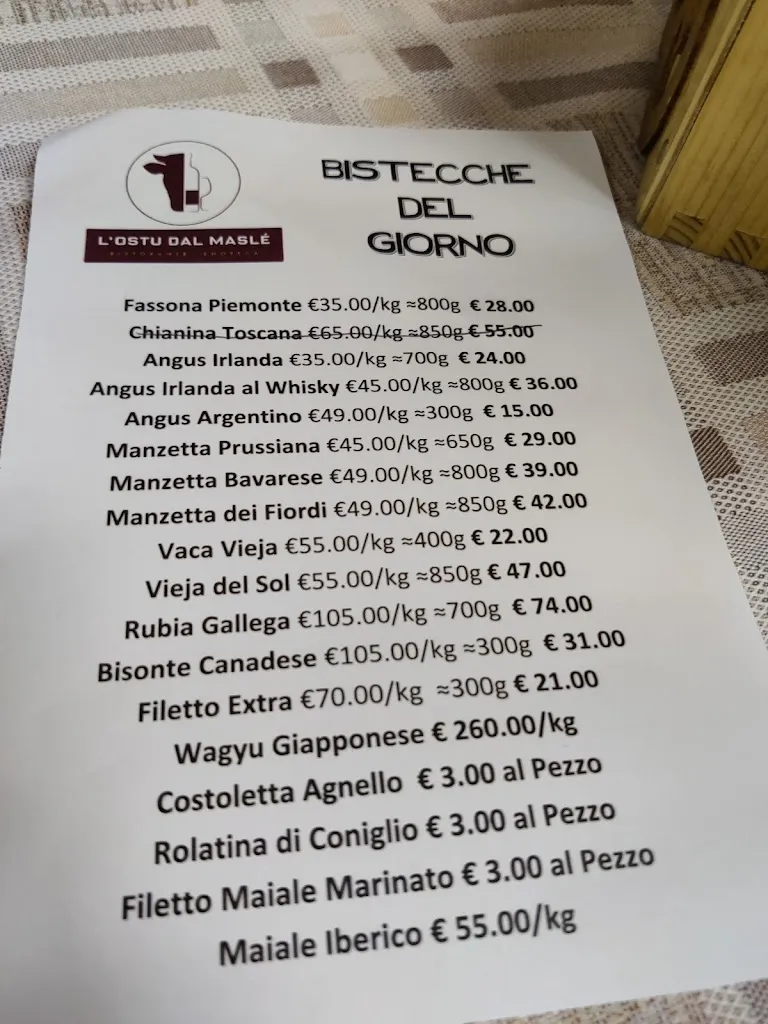 L'OSTU DAL MASLÉ
RISTORANTE ENOTECA
BISTECCHE
DEL
GIORNO
Fassona Piemonte €35.00/kg ≈800g € 28.00
Chianina Toscana €65.00/kg ≈850g € 55.00
Angus Irlanda €35.00/kg ≈700g € 24.00
Angus Irlanda al Whisky €45.00/kg ≈800g € 36.00
Angus Argentino €49.00/kg ≈300g € 15.00
Manzetta Prussiana €45.00/kg ≈650g € 29.00
Manzetta Bavarese €49.00/kg ≈800g € 39.00
Manzetta dei Fiordi €49.00/kg ≈850g € 42.00
Vaca Vieja €55.00/kg ≈400g € 22.00
Vieja del Sol €55.00/kg ≈850g € 47.00
Rubia Gallega €105.00/kg ≈700g € 74.00
Bisonte Canadese €105.00/kg ≈300g € 31.00
Filetto Extra €70.00/kg ≈300g € 21.00
Wagyu Giapponese € 260.00/kg
Costoletta Agnello € 3.00 al Pezzo
Rolatina di Coniglio € 3.00 al Pezzo
Filetto Maiale Marinato € 3.00 al Pezzo
Maiale Iberico € 55.00/kg